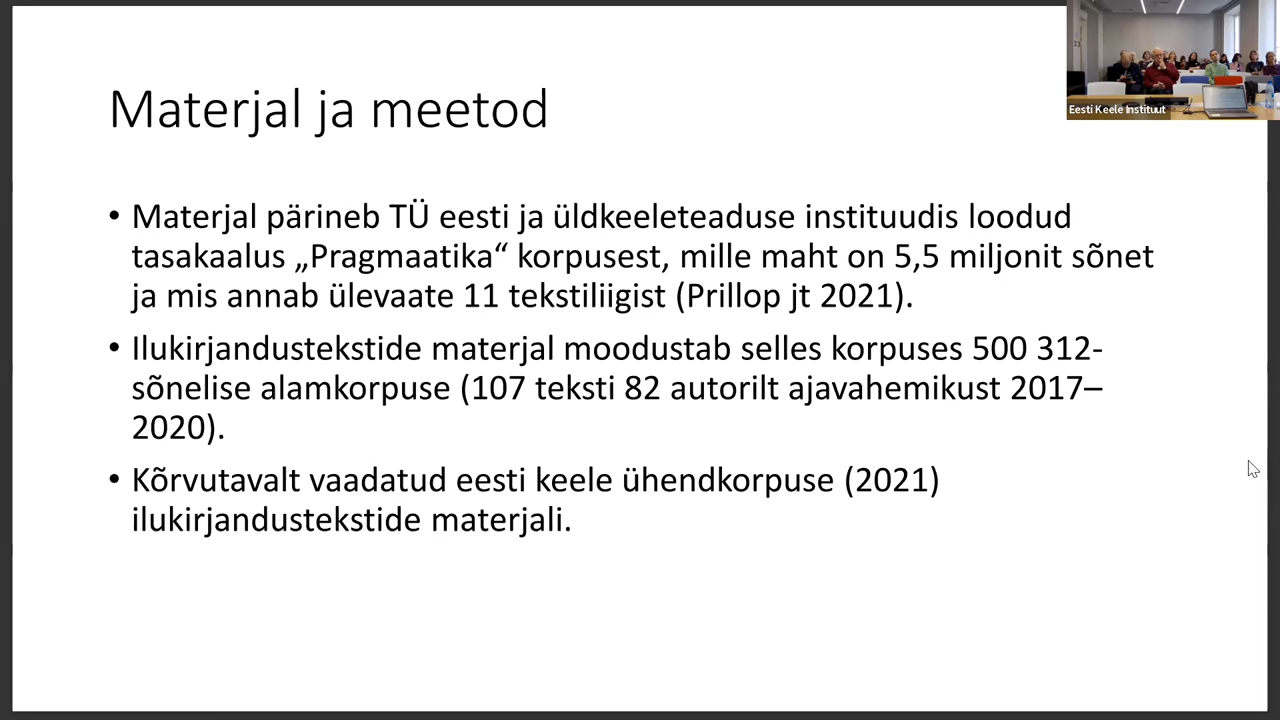 Materjal ja meetod
Eesti Keele Instituut
• Materjal pärineb TÜ eesti ja üldkeeleteaduse instituudis loodud
tasakaalus „Pragmaatika“ korpusest, mille maht on 5,5 miljonit sõnet
ja mis annab ülevaate 11 tekstiliigist (Prillop jt 2021).
• Ilukirjandustekstide materjal moodustab selles korpuses 500 312-
sõnelise alamkorpuse (107 teksti 82 autorilt ajavahemikust 2017–
2020).
• Kõrvutavalt vaadatud eesti keele ühendkorpuse (2021)
ilukirjandustekstide materjali.